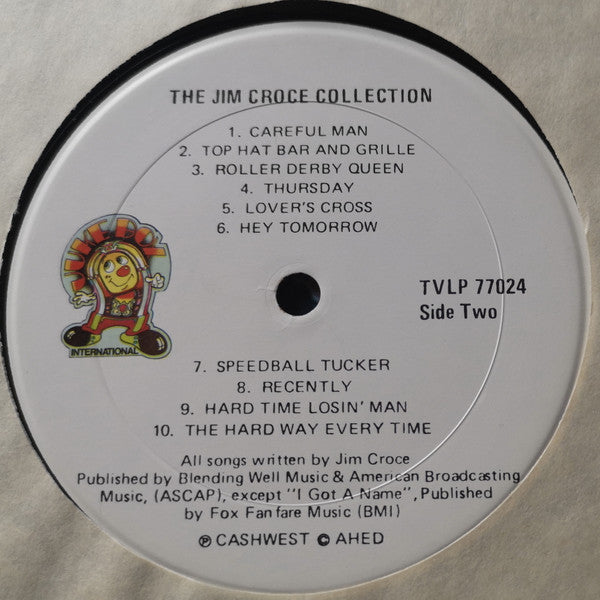 THE JIM CROCE COLLECTION
1. CAREFUL MAN
2. TOP HAT BAR AND GRILLE
3. ROLLER DERBY QUEEN
4. THURSDAY
5. LOVER'S CROSS
6. HEY TOMORROW
JUKE BOX
INTERNATIONAL
TVLP 77024
Side Two
7. SPEEDBALL TUCKER
8. RECENTLY
9. HARD TIME LOSIN' MAN
10. THE HARD WAY EVERY TIME
All songs written by Jim Croce
Published by Blending Well Music & American Broadcasting
Music, (ASCAP), except "I Got A Name", Published
by Fox Fanfare Music (BMI)
℗ CASHWEST © AHED